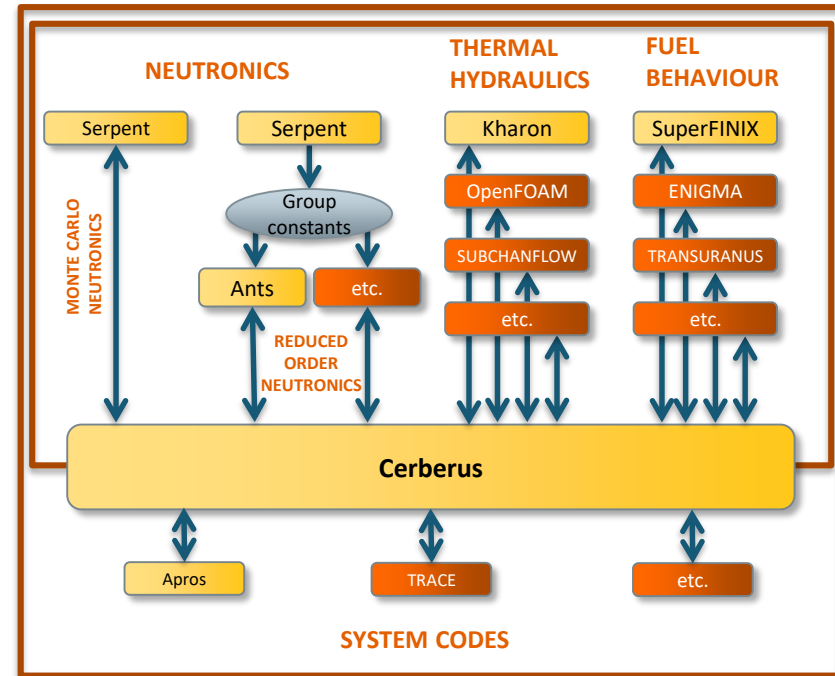 NEUTRONICS
THERMAL
HYDRAULICS
FUEL
BEHAVIOUR
Serpent
Serpent
Kharon
SuperFINIX
MONTE CARLO
NEUTRONICS
Group
constants
OpenFOAM
ENIGMA
SUBCHANFLOW
TRANSURANUS
Ants
etc.
etc.
etc.
REDUCED
ORDER
NEUTRONICS
Cerberus
Apros
TRACE
etc.
SYSTEM CODES